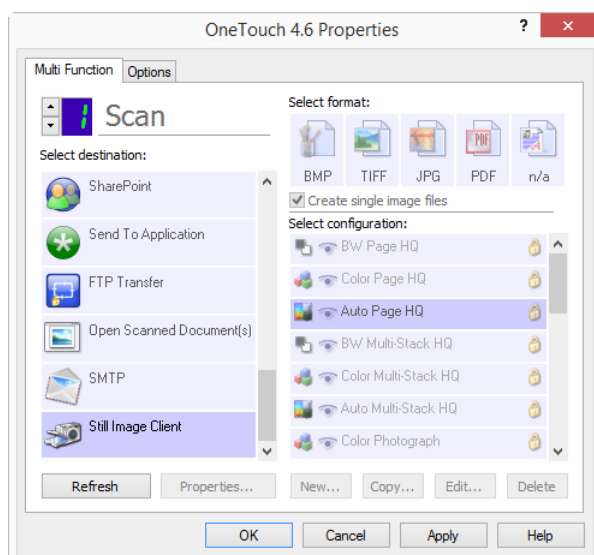 OneTouch 4.6 Properties
?
×
Multi Function
Options
1
Scan
Select destination:
SharePoint
Send To Application
FTP Transfer
Open Scanned Document(s)
SMTP
Still Image Client
Refresh
Properties...
Select format:
BMP
TIFF
JPG
PDF
PDF
n/a
Create single image files
Select configuration:
BW Page HQ
Color Page HQ
Auto Page HQ
BW Multi-Stack HQ
Color Multi-Stack HQ
Auto Multi-Stack HQ
Color Photograph
New...
Copy...
Edit...
Delete
OK
Cancel
Apply
Help